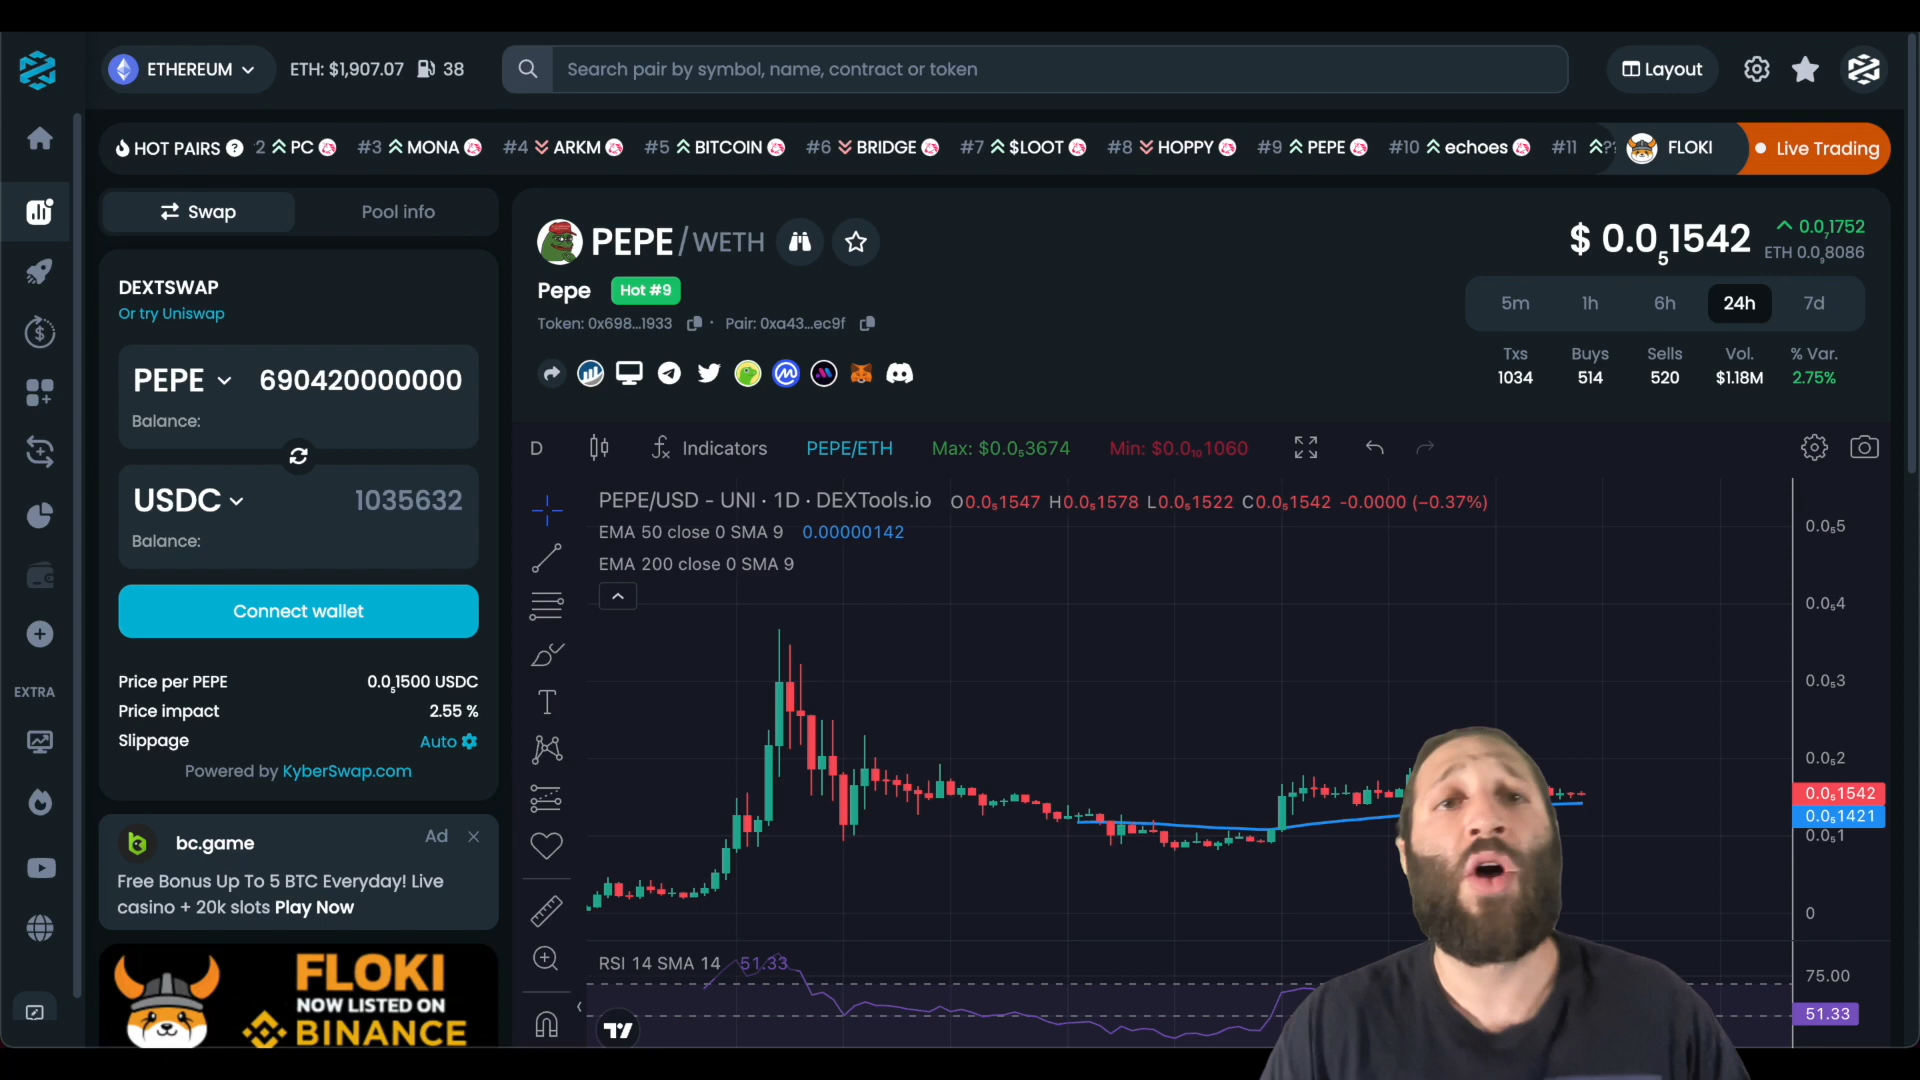 ETHEREUM
ETH: $1,907.07
38
Search pair by symbol, name, contract or token
Layout
HOT PAIRS ?
2 PC
#3 MONA
#4 ARKM
#5 BITCOIN
#6 BRIDGE
#7 $LOOT
#8 HOPPY
#9 PEPE
#10 echoes
#11
FLOKI
Live Trading
Swap
Pool info
DEXTSWAP
Or try Uniswap
PEPE
690420000000
Balance:
USDC
1035632
Balance:
Connect wallet
Price per PEPE 0.0₅1500 USDC
Price impact 2.55 %
Slippage Auto
Powered by KyberSwap.com
EXTRA
bc.game
Ad
Free Bonus Up To 5 BTC Everyday! Live
casino + 20k slots Play Now
FLOKI
NOW LISTED ON
BINANCE
PEPE/WETH
Pepe
Hot #9
Token: 0x698...1933 · Pair: 0xa43...ec9f
$ 0.0₅1542
0.0₇1752
ETH 0.0₉8086
5m 1h 6h 24h 7d
Txs Buys Sells Vol. % Var.
1034 514 520 $1.18M 2.75%
D
Indicators
PEPE/ETH
Max: $0.0₅3674
Min: $0.0₁₀1060
PEPE/USD - UNI · 1D · DEXTools.io O0.0₅1547 H0.0₅1578 L0.0₅1522 C0.0₅1542 -0.0000 (−0.37%)
EMA 50 close 0 SMA 9 0.00000142
EMA 200 close 0 SMA 9
0.0₅5
0.0₅4
0.0₅3
0.0₅2
0.0₅1542
0.0₅1421
0.0₅1
0
RSI 14 SMA 14 51.33
75.00
51.33